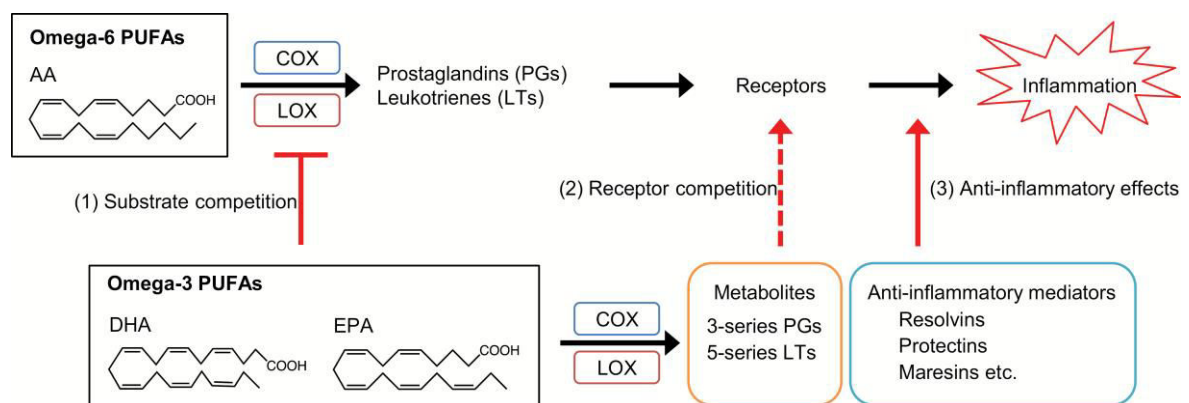 Omega-6 PUFAs
AA
COOH
COX
LOX
Prostaglandins (PGs)
Leukotrienes (LTs)
Receptors
Inflammation
(1) Substrate competition
(2) Receptor competition
(3) Anti-inflammatory effects
Omega-3 PUFAs
DHA
COOH
EPA
COOH
COX
LOX
Metabolites
3-series PGs
5-series LTs
Anti-inflammatory mediators
Resolvins
Protectins
Maresins etc.